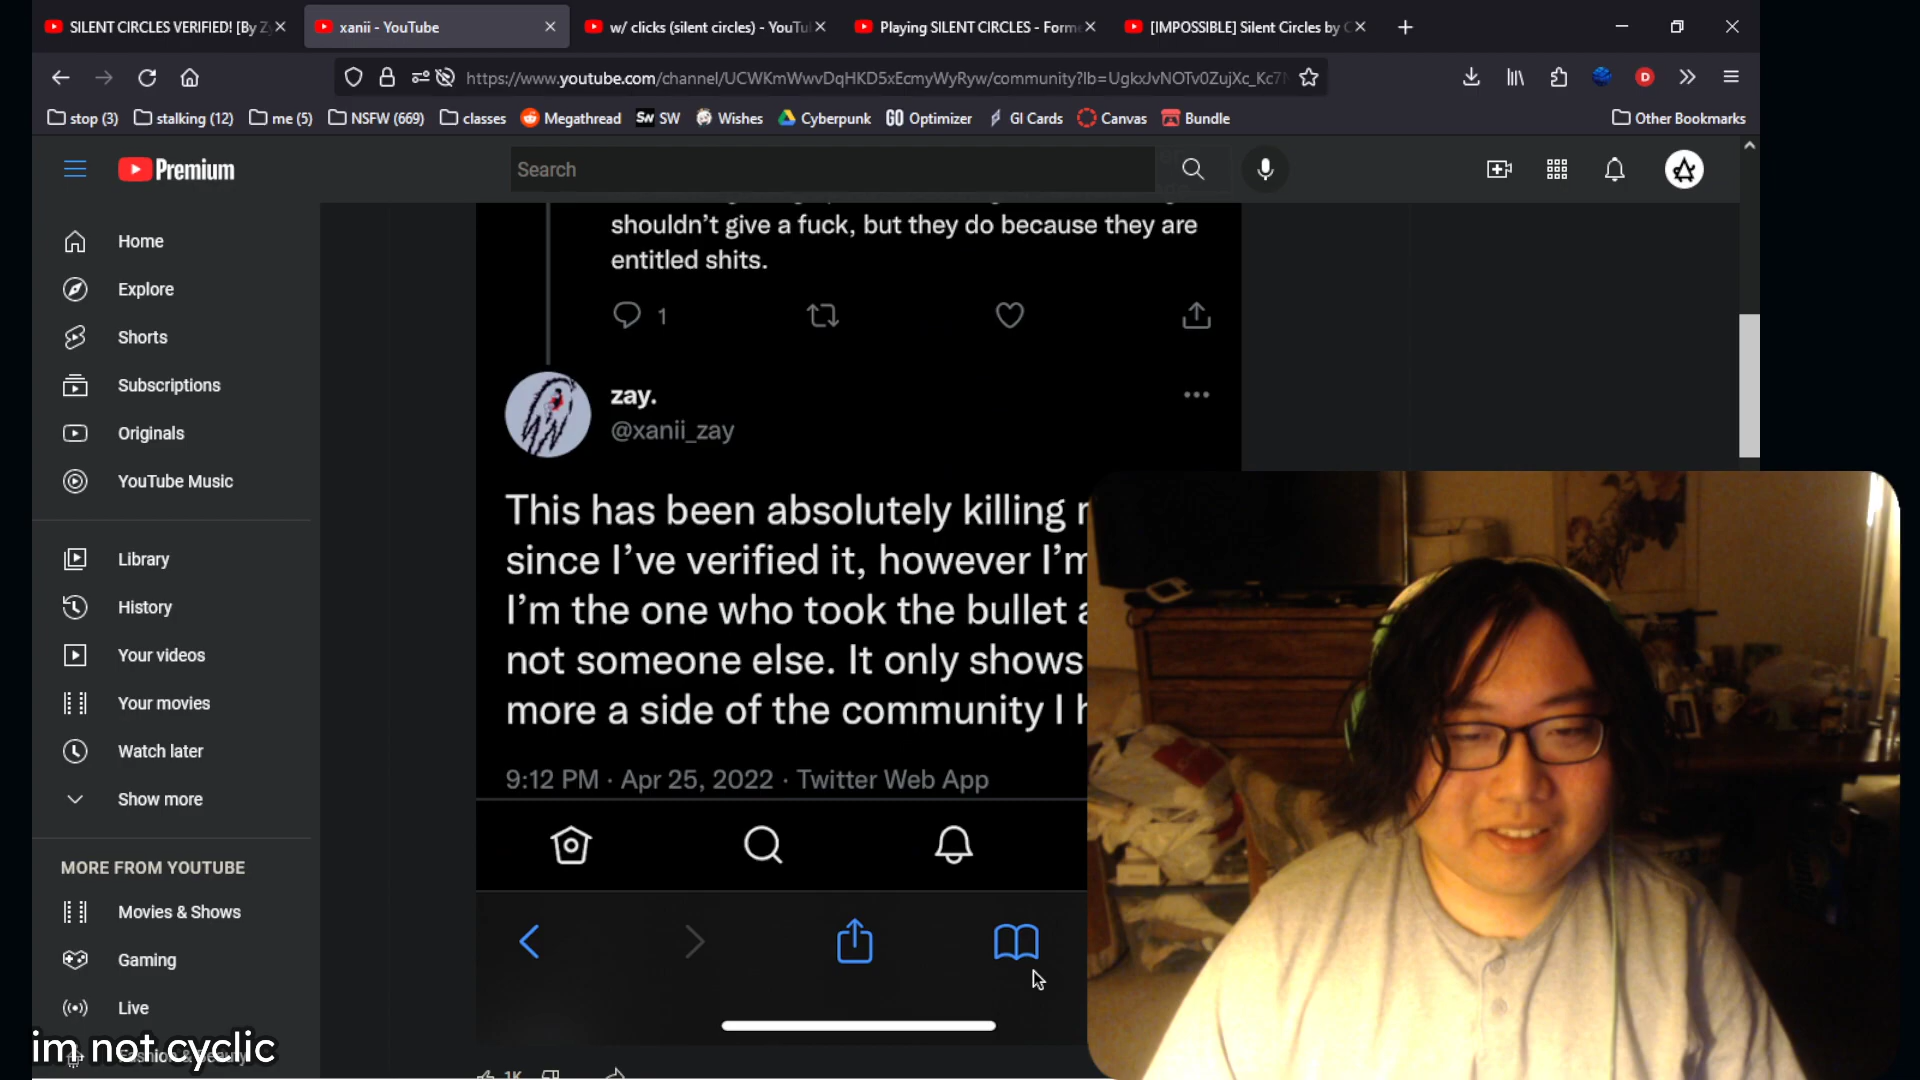 SILENT CIRCLES VERIFIED! [By Z
xanii - YouTube
w/ clicks (silent circles) - YouTu
Playing SILENT CIRCLES - Form
[IMPOSSIBLE] Silent Circles by
https://www.youtube.com/channel/UCWKmWwvDqHKD5xEcmyWyRyw/community?lb=UgkxJvNOTv0ZujXc_Kc7
stop (3)
stalking (12)
me (5)
NSFW (669)
classes
Megathread
SW SW
Wishes
Cyberpunk
GO Optimizer
GI Cards
Canvas
Bundle
Other Bookmarks
Premium
Search
D
Home
Explore
Shorts
Subscriptions
Originals
YouTube Music
Library
History
Your videos
Your movies
Watch later
Show more
MORE FROM YOUTUBE
Movies & Shows
Gaming
Live
Fashion & Beauty
im not cyclic
shouldn't give a fuck, but they do because they are
entitled shits.
1
zay.
@xanii_zay
This has been absolutely killing
since I've verified it, however I'm
I'm the one who took the bullet
not someone else. It only shows
more a side of the community I
9:12 PM · Apr 25, 2022 · Twitter Web App
1K